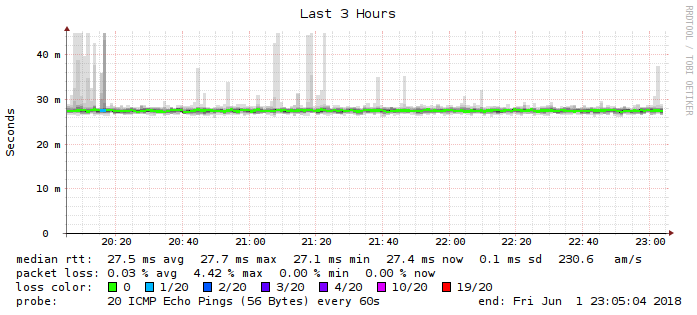 Last 3 Hours
RRDTOOL / TOBI OETIKER
Seconds
40 m
30 m
20 m
10 m
0
20:20 20:40 21:00 21:20 21:40 22:00 22:20 22:40 23:00
median rtt: 27.5 ms avg 27.7 ms max 27.1 ms min 27.4 ms now 0.1 ms sd 230.6 am/s
packet loss: 0.03 % avg 4.42 % max 0.00 % min 0.00 % now
loss color: 0 1/20 2/20 3/20 4/20 10/20 19/20
probe: 20 ICMP Echo Pings (56 Bytes) every 60s end: Fri Jun 1 23:05:04 2018